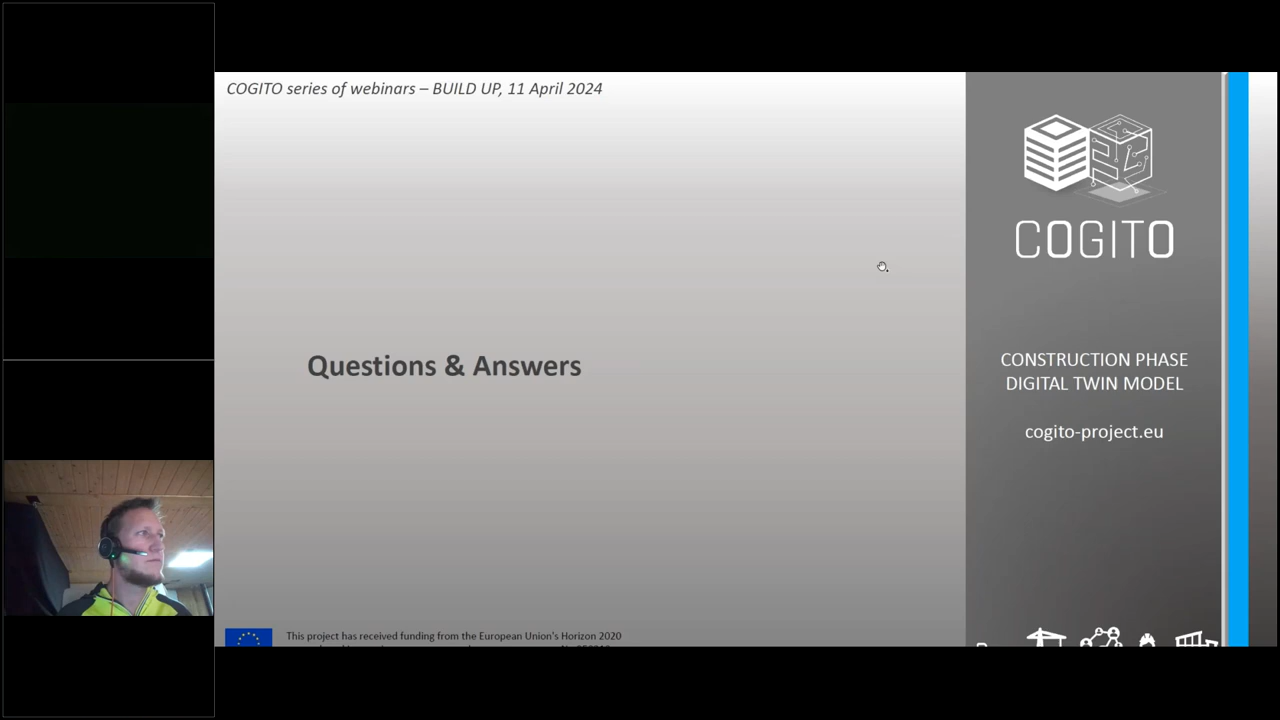 COGITO series of webinars – BUILD UP, 11 April 2024
COGITO
Questions & Answers
CONSTRUCTION PHASE
DIGITAL TWIN MODEL
cogito-project.eu
This project has received funding from the European Union's Horizon 2020